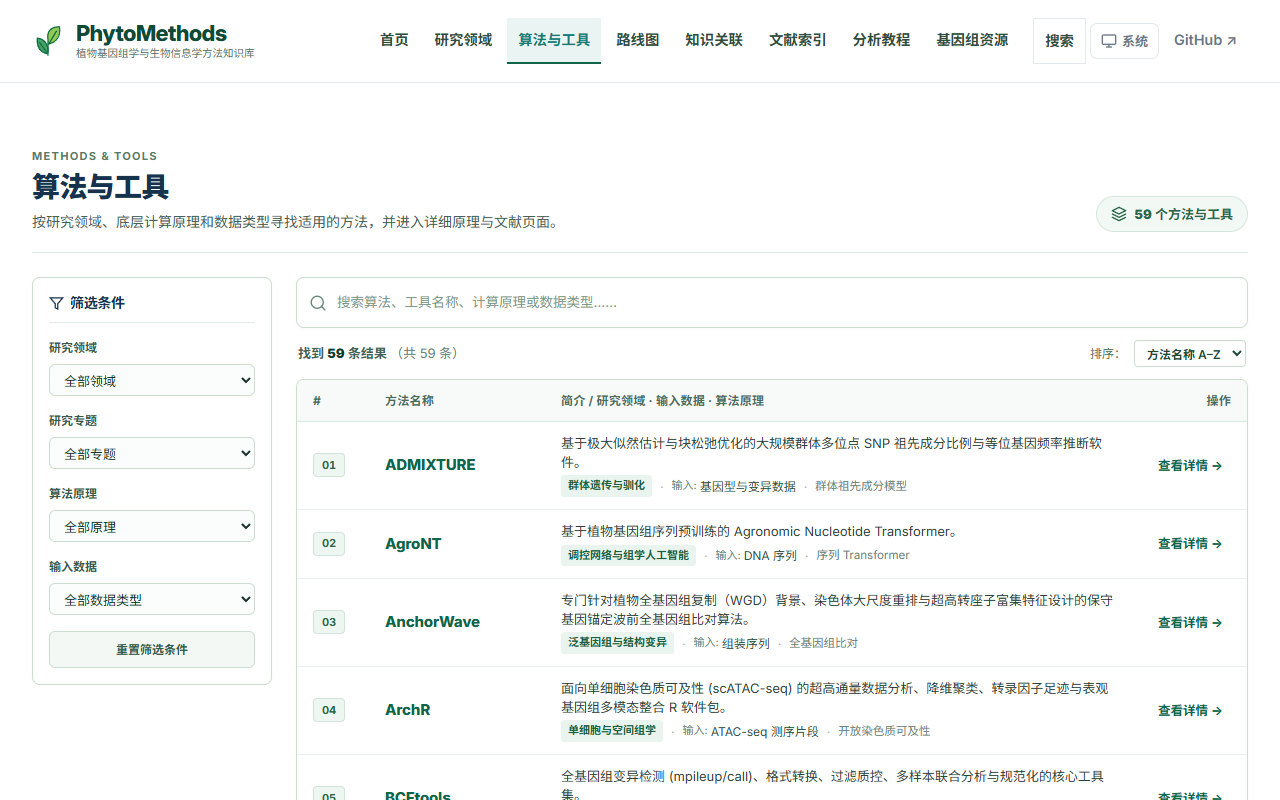 PhytoMethods
植物基因组学与生物信息学方法知识库
首页 研究领域 算法与工具 路线图 知识关联 文献索引 分析教程 基因组资源 搜索 系统 GitHub ↗
METHODS & TOOLS
算法与工具
按研究领域、底层计算原理和数据类型寻找适用的方法，并进入详细原理与文献页面。
59 个方法与工具
筛选条件
研究领域
全部领域
研究专题
全部专题
算法原理
全部原理
输入数据
全部数据类型
重置筛选条件
搜索算法、工具名称、计算原理或数据类型……
找到 59 条结果 （共 59 条）
排序： 方法名称 A–Z
# 方法名称 简介 / 研究领域 · 输入数据 · 算法原理 操作
01 ADMIXTURE 基于极大似然估计与块松弛优化的大规模群体多位点 SNP 祖先成分比例与等位基因频率推断软
件。
群体遗传与驯化 · 输入: 基因型与变异数据 · 群体祖先成分模型
查看详情 →
02 AgroNT 基于植物基因组序列预训练的 Agronomic Nucleotide Transformer。
调控网络与组学人工智能 · 输入: DNA 序列 · 序列 Transformer
查看详情 →
03 AnchorWave 专门针对植物全基因组复制（WGD）背景、染色体大尺度重排与超高转座子富集特征设计的保守
基因锚定波前全基因组比对算法。
泛基因组与结构变异 · 输入: 组装序列 · 全基因组比对
查看详情 →
04 ArchR 面向单细胞染色质可及性 (scATAC-seq) 的超高通量数据分析、降维聚类、转录因子足迹与表观
基因组多模态整合 R 软件包。
单细胞与空间组学 · 输入: ATAC-seq 测序片段 · 开放染色质可及性
查看详情 →
05 BCFtools 全基因组变异检测 (mpileup/call)、格式转换、过滤质控、多样本联合分析与规范化的核心工具
集。
查看详情 →